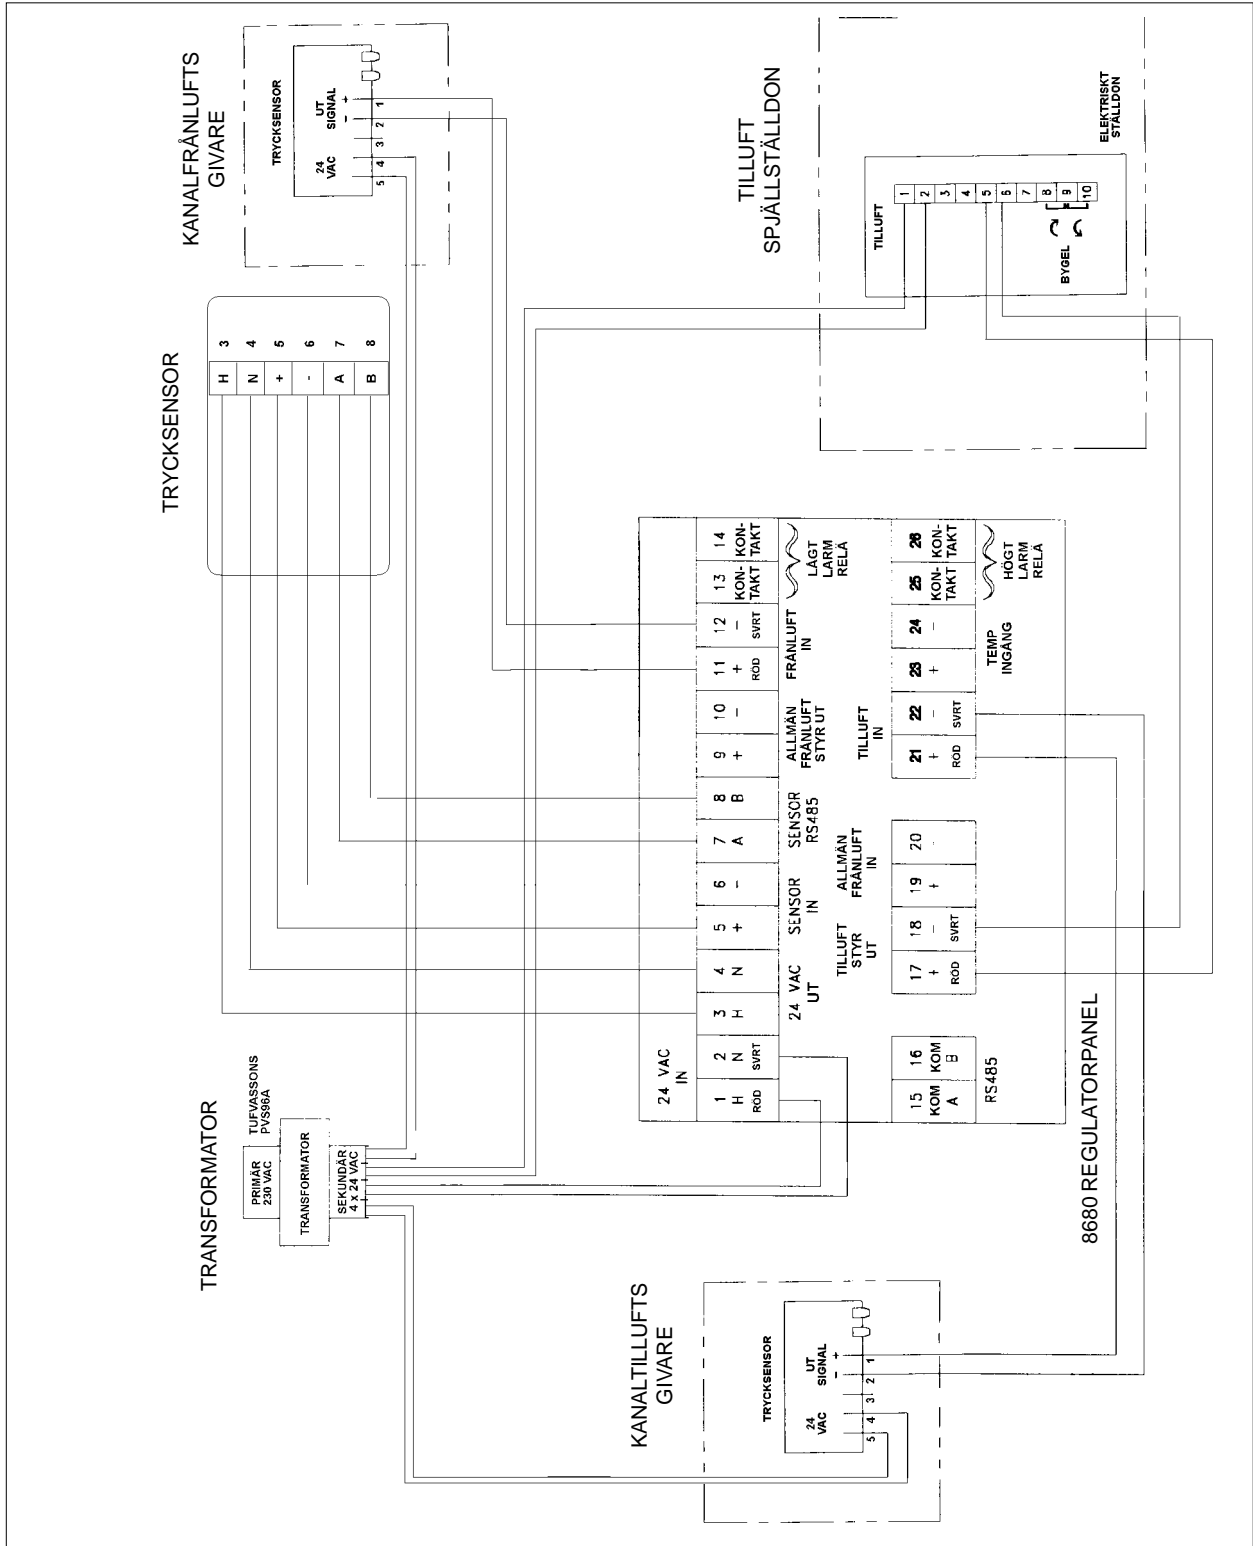 KANALFRÅNLUFTS
GIVARE
TRYCKSENSOR
UT
SIGNAL
+
-
24
VAC
1
2
3
4
5
TRYCKSENSOR
H
N
+
-
A
B
3
4
5
6
7
8
TRANSFORMATOR
TUFVASSONS
PVS96A
PRIMÄR
230 VAC
TRANSFORMATOR
SEKUNDÄR
4 x 24 VAC
TILLUFT
SPJÄLLSTÄLLDON
TILLUFT
ELEKTRISKT
STÄLLDON
1
2
3
4
5
6
7
8
9
10
BYGEL
24 VAC
IN
1
H
RÖD
2
N
SVRT
3
H
4
N
5
+
6
-
7
A
8
B
9
+
10
-
11
+
RÖD
12
-
SVRT
13
KON-
TAKT
14
KON-
TAKT
24 VAC
UT
SENSOR
IN
SENSOR
RS485
ALLMÄN
FRÅNLUFT
STYR UT
FRÅNLUFT
IN
LÅGT
LARM
RELÄ
TILLUFT
STYR
UT
ALLMÄN
FRÅNLUFT
IN
TILLUFT
IN
15
KOM
A
16
KOM
B
17
+
RÖD
18
-
SVRT
19
+
20
-
21
+
RÖD
22
-
SVRT
23
+
24
-
25
KON-
TAKT
26
KON-
TAKT
RS485
TEMP
INGÅNG
HÖGT
LARM
RELÄ
8680 REGULATORPANEL
KANALTILLUFTS
GIVARE
TRYCKSENSOR
UT
SIGNAL
+
-
24
VAC
1
2
3
4
5